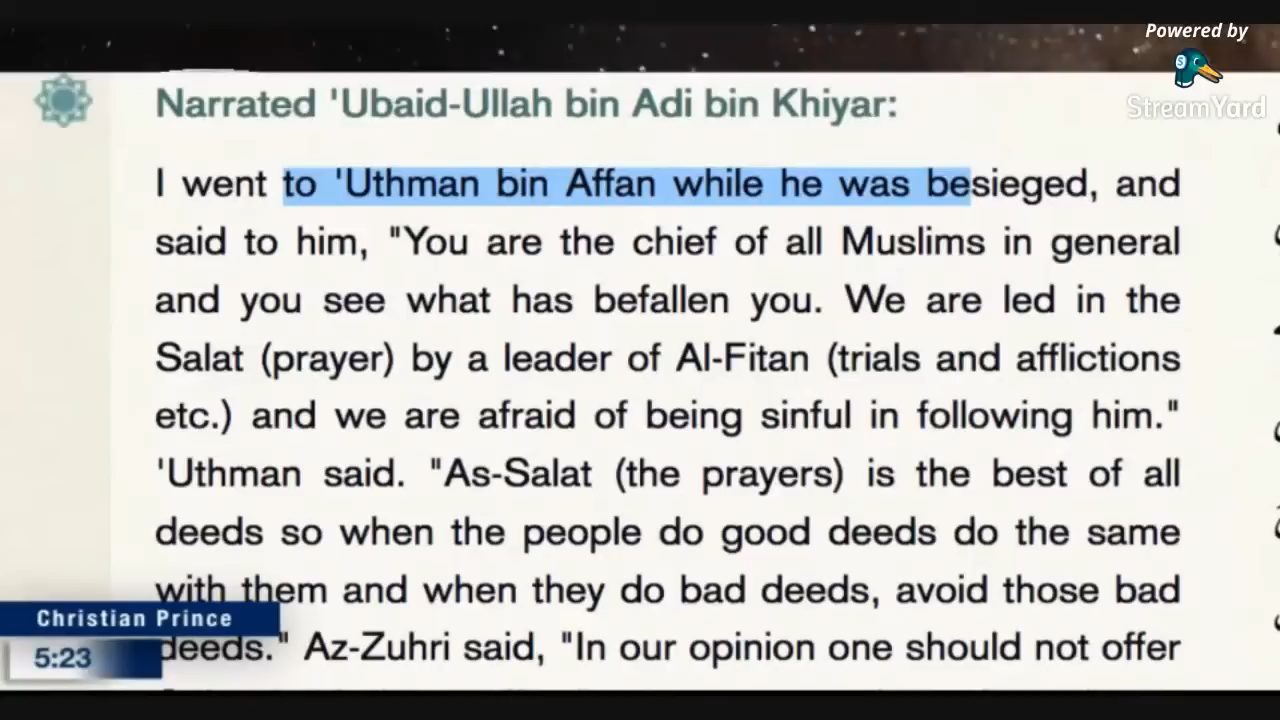 Powered by
StreamYard
Narrated 'Ubaid-Ullah bin Adi bin Khiyar:
I went to 'Uthman bin Affan while he was besieged, and
said to him, "You are the chief of all Muslims in general
and you see what has befallen you. We are led in the
Salat (prayer) by a leader of Al-Fitan (trials and afflictions
etc.) and we are afraid of being sinful in following him."
'Uthman said. "As-Salat (the prayers) is the best of all
deeds so when the people do good deeds do the same
with them and when they do bad deeds, avoid those bad
deeds." Az-Zuhri said, "In our opinion one should not offer
Christian Prince
5:23